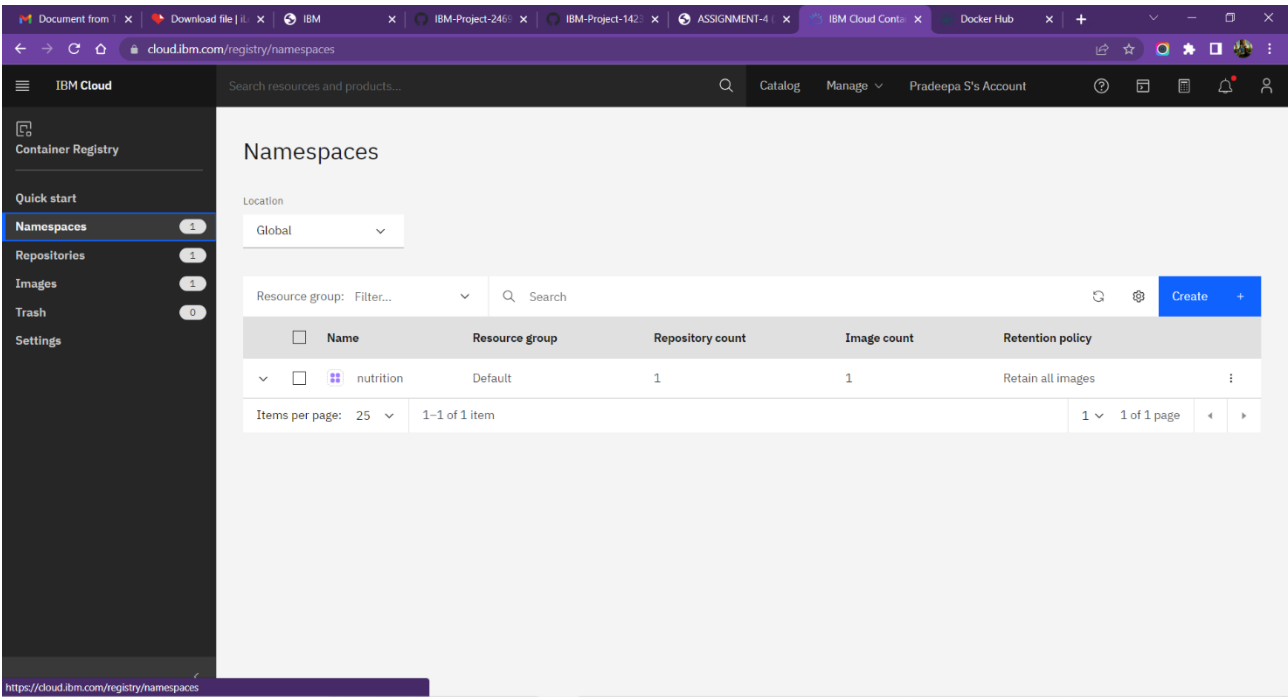 Document from 1
Download file | iLo
IBM
IBM-Project-2469
IBM-Project-1423
ASSIGNMENT-4 (
IBM Cloud Conta
Docker Hub
cloud.ibm.com/registry/namespaces
IBM Cloud
Search resources and products...
Catalog
Manage
Pradeepa S's Account
Container Registry
Quick start
Namespaces 1
Repositories 1
Images 1
Trash 0
Settings
Namespaces
Location
Global
Resource group: Filter...
Search
Create +
Name Resource group Repository count Image count Retention policy
nutrition Default 1 1 Retain all images
Items per page: 25 1–1 of 1 item 1 1 of 1 page
https://cloud.ibm.com/registry/namespaces